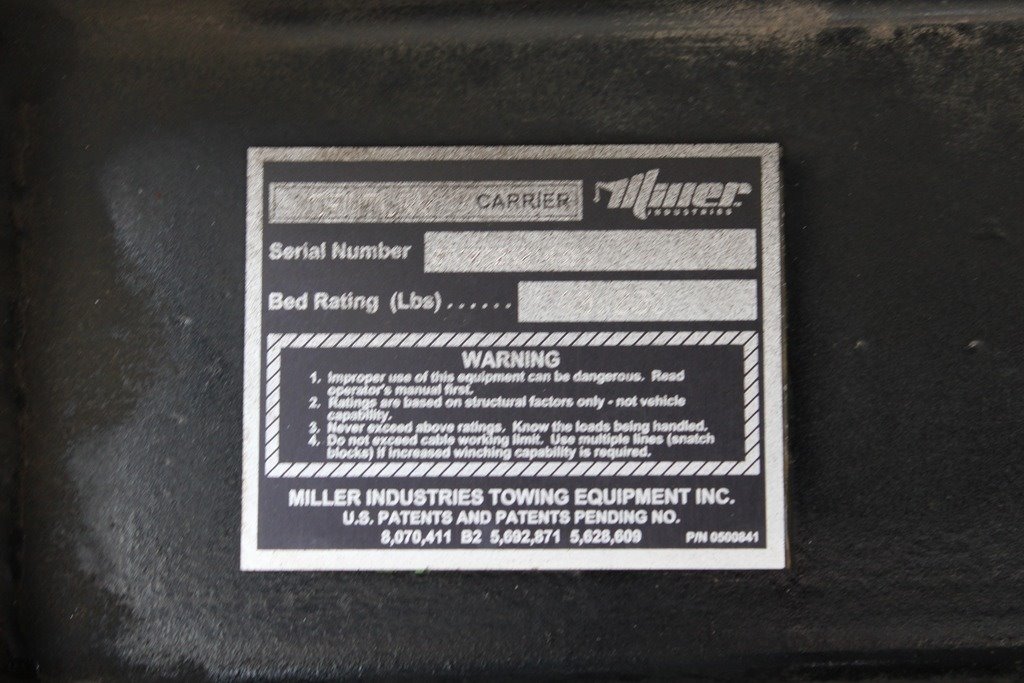 CARRIER
Miller
INDUSTRIES
Serial Number
Bed Rating (Lbs)......
WARNING
1. Improper use of this equipment can be dangerous. Read
operator's manual first.
2. Ratings are based on structural factors only - not vehicle
capability.
3. Never exceed above ratings. Know the loads being handled.
4. Do not exceed cable working limit. Use multiple lines (snatch
blocks) if increased winching capability is required.
MILLER INDUSTRIES TOWING EQUIPMENT INC.
U.S. PATENTS AND PATENTS PENDING NO.
8,070,411 B2 5,692,871 5,628,609
P/N 0500841